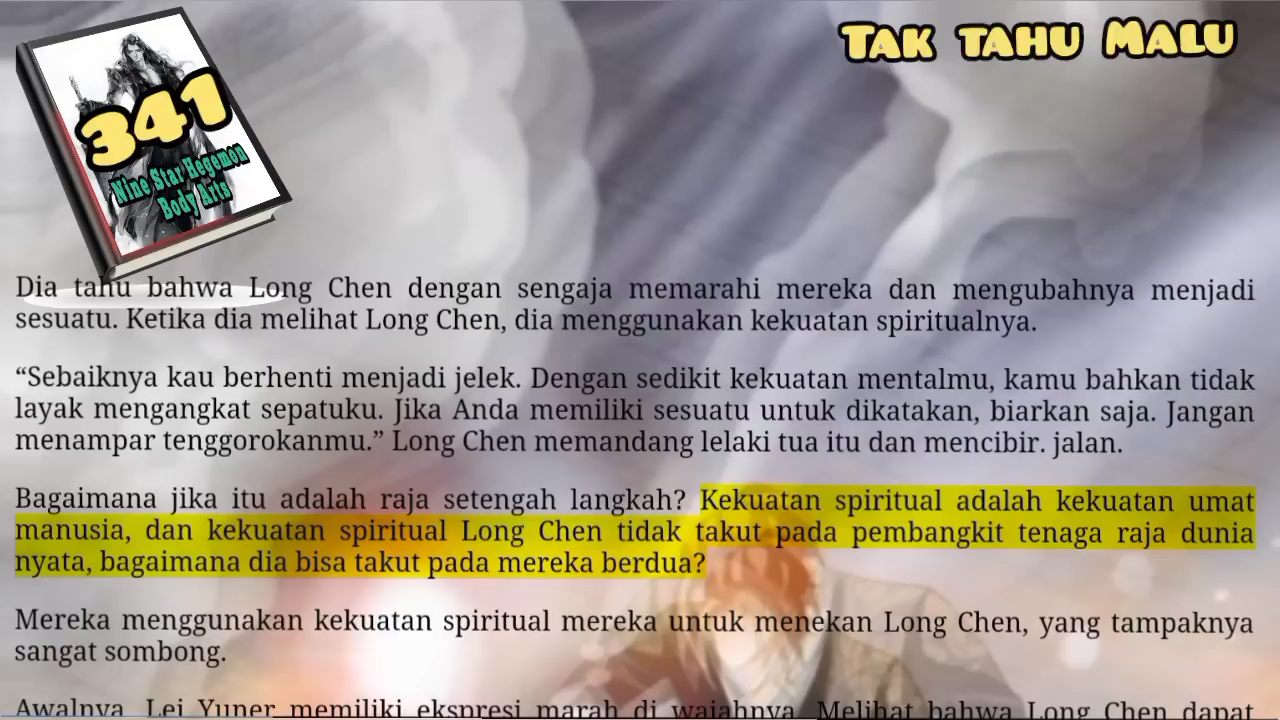 Tak tahu Malu
341
Nine Star Hegemon
Body Arts
Dia tahu bahwa Long Chen dengan sengaja memarahi mereka dan mengubahnya menjadi
sesuatu. Ketika dia melihat Long Chen, dia menggunakan kekuatan spiritualnya.
“Sebaiknya kau berhenti menjadi jelek. Dengan sedikit kekuatan mentalmu, kamu bahkan tidak
layak mengangkat sepatuku. Jika Anda memiliki sesuatu untuk dikatakan, biarkan saja. Jangan
menampar tenggorokanmu.” Long Chen memandang lelaki tua itu dan mencibir. jalan.
Bagaimana jika itu adalah raja setengah langkah? Kekuatan spiritual adalah kekuatan umat
manusia, dan kekuatan spiritual Long Chen tidak takut pada pembangkit tenaga raja dunia
nyata, bagaimana dia bisa takut pada mereka berdua?
Mereka menggunakan kekuatan spiritual mereka untuk menekan Long Chen, yang tampaknya
sangat sombong.
Awalnya, Lei Yuner memiliki ekspresi marah di wajahnya. Melihat bahwa Long Chen dapat